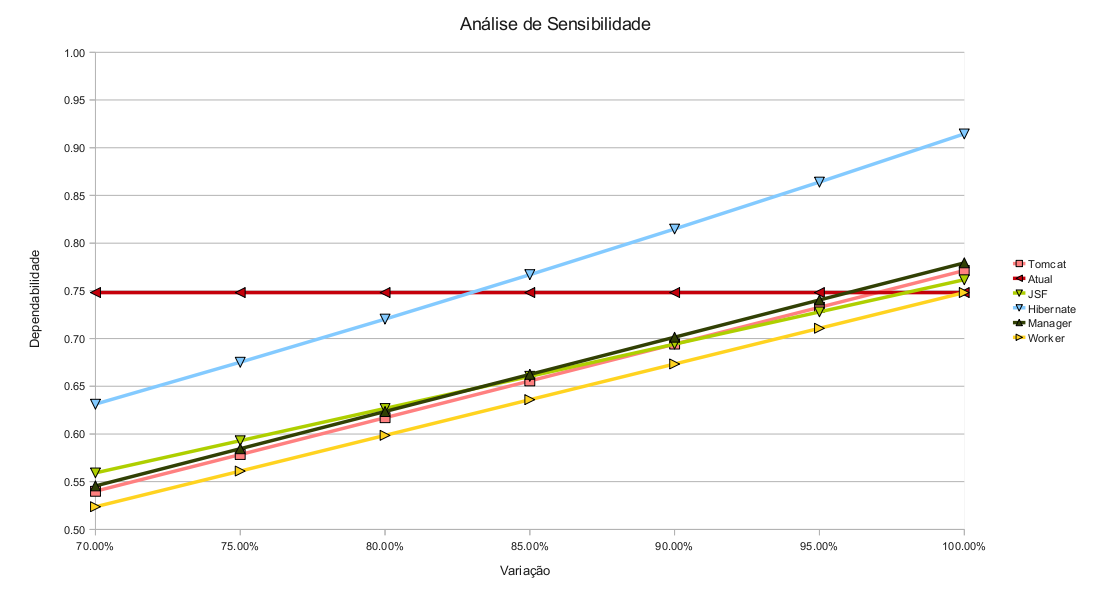 Análise de Sensibilidade
1.00
0.95
0.90
0.85
0.80
0.75
0.70
0.65
0.60
0.55
0.50
Dependabilidade
70.00% 75.00% 80.00% 85.00% 90.00% 95.00% 100.00%
Variação
Tomcat
Atual
JSF
Hibernate
Manager
Worker